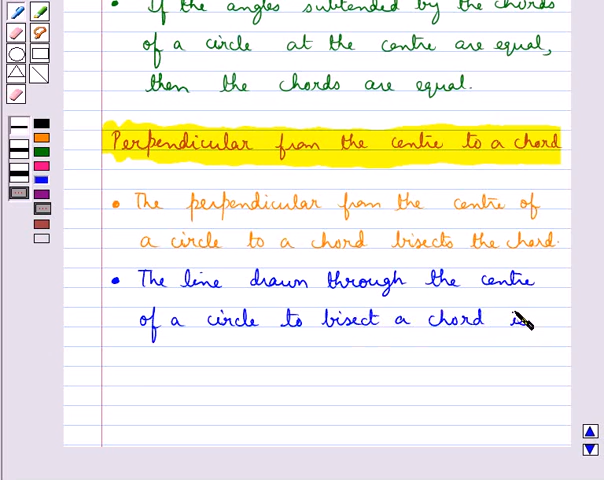 • If the angles subtended by the chords
of a circle at the centre are equal,
then the chords are equal.
Perpendicular from the centre to a chord
• The perpendicular from the centre of
a circle to a chord bisects the chord.
• The line drawn through the centre
of a circle to bisect a chord is